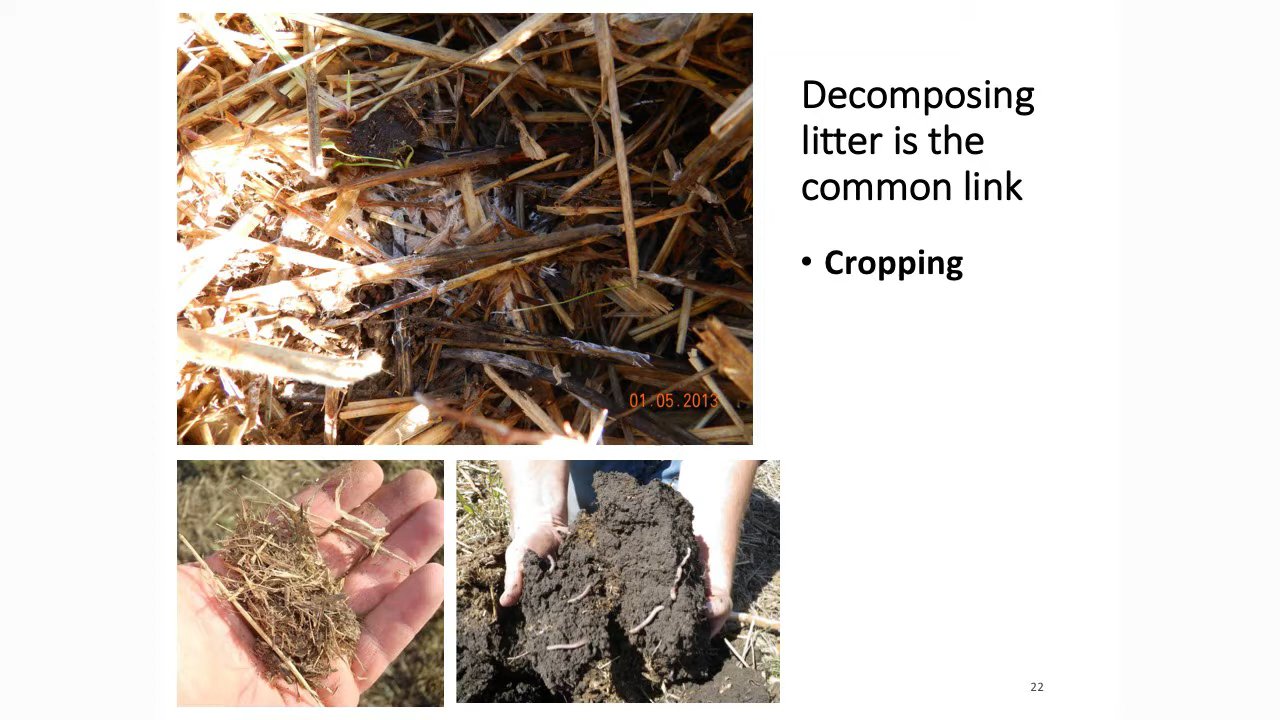 Decomposing
litter is the
common link
• Cropping
01.05.2013
22